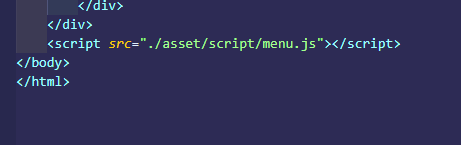 </div>
</div>
<script src="./asset/script/menu.js"></script>
</body>
</html>